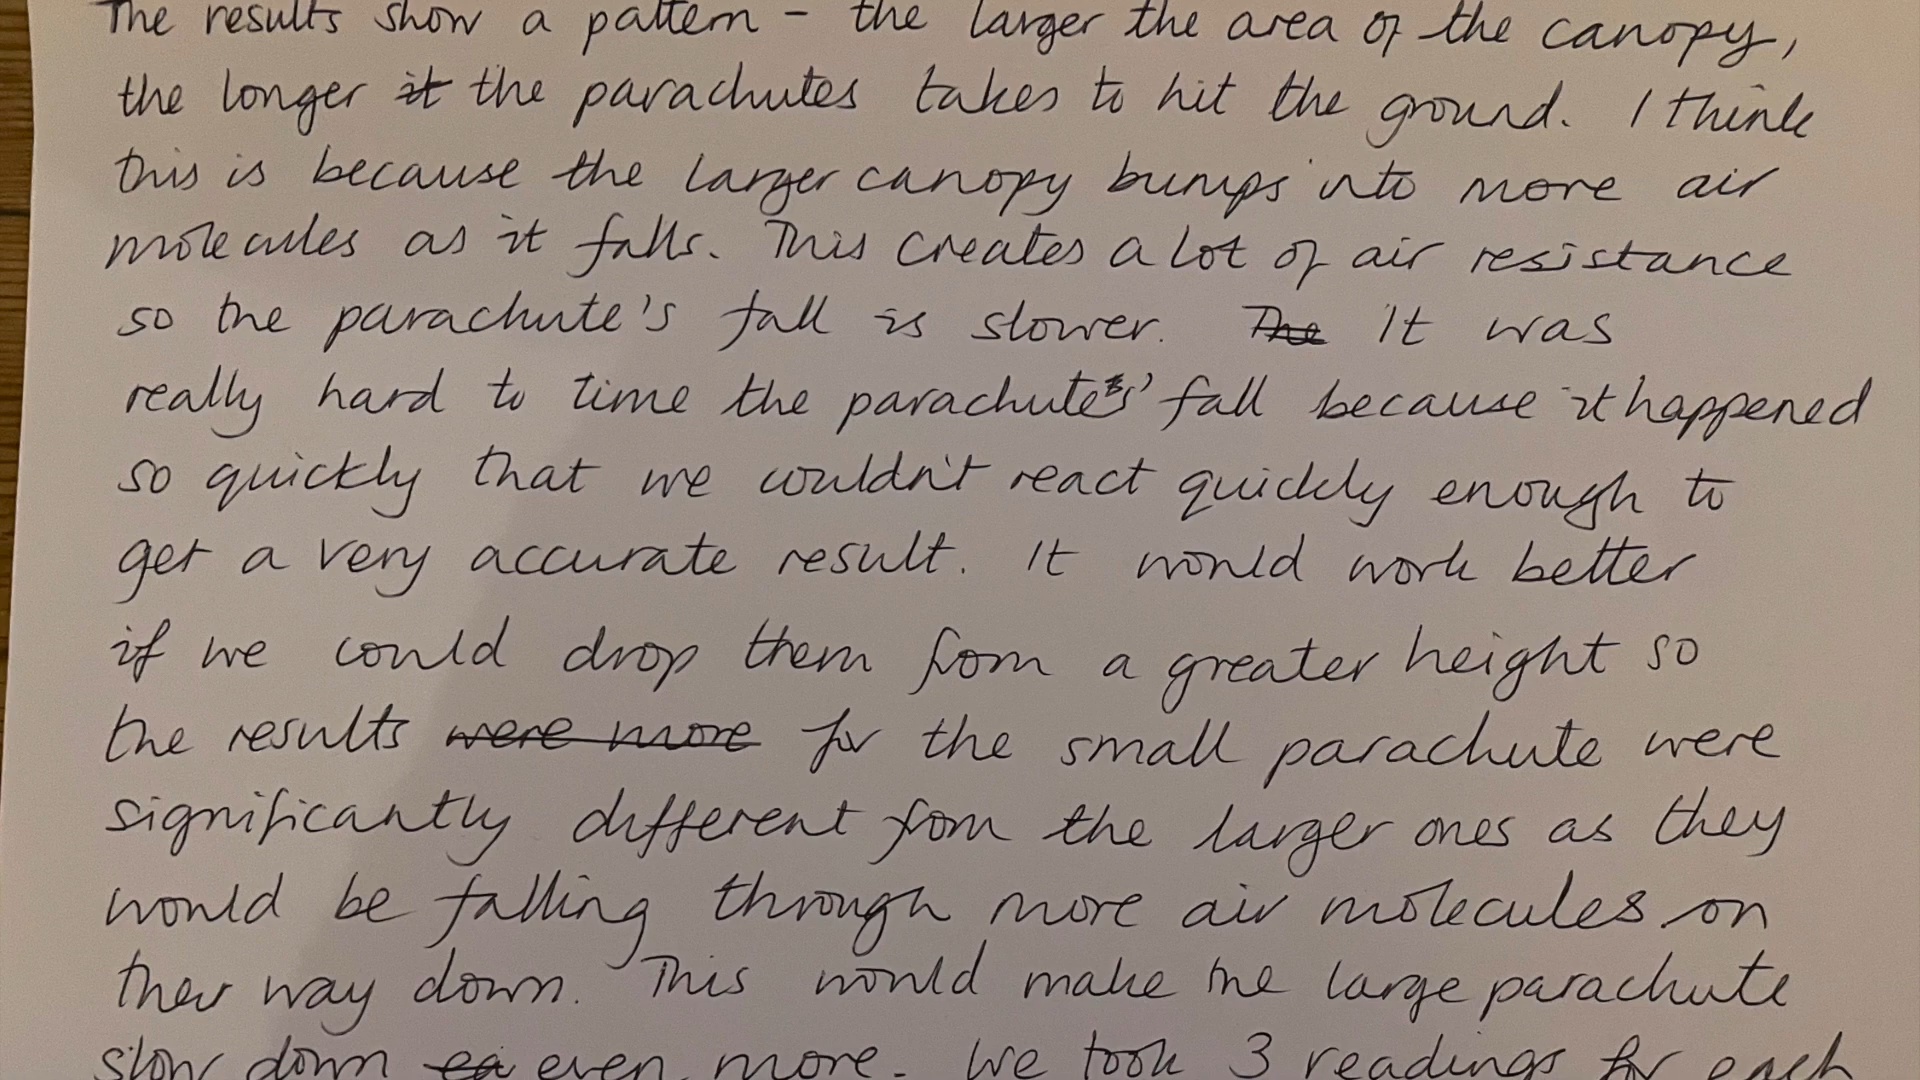 The results show a pattern - the larger the area of the canopy,
the longer it the parachutes takes to hit the ground. I think
this is because the larger canopy bumps into more air
molecules as it falls. This creates a lot of air resistance
so the parachute's fall is slower. The It was
really hard to time the parachutes' fall because it happened
so quickly that we couldn't react quickly enough to
get a very accurate result. It would work better
if we could drop them from a greater height so
the results were more for the small parachute were
significantly different from the larger ones as they
would be falling through more air molecules on
their way down. This would make the large parachute
slow down ea even more. We took 3 readings for each